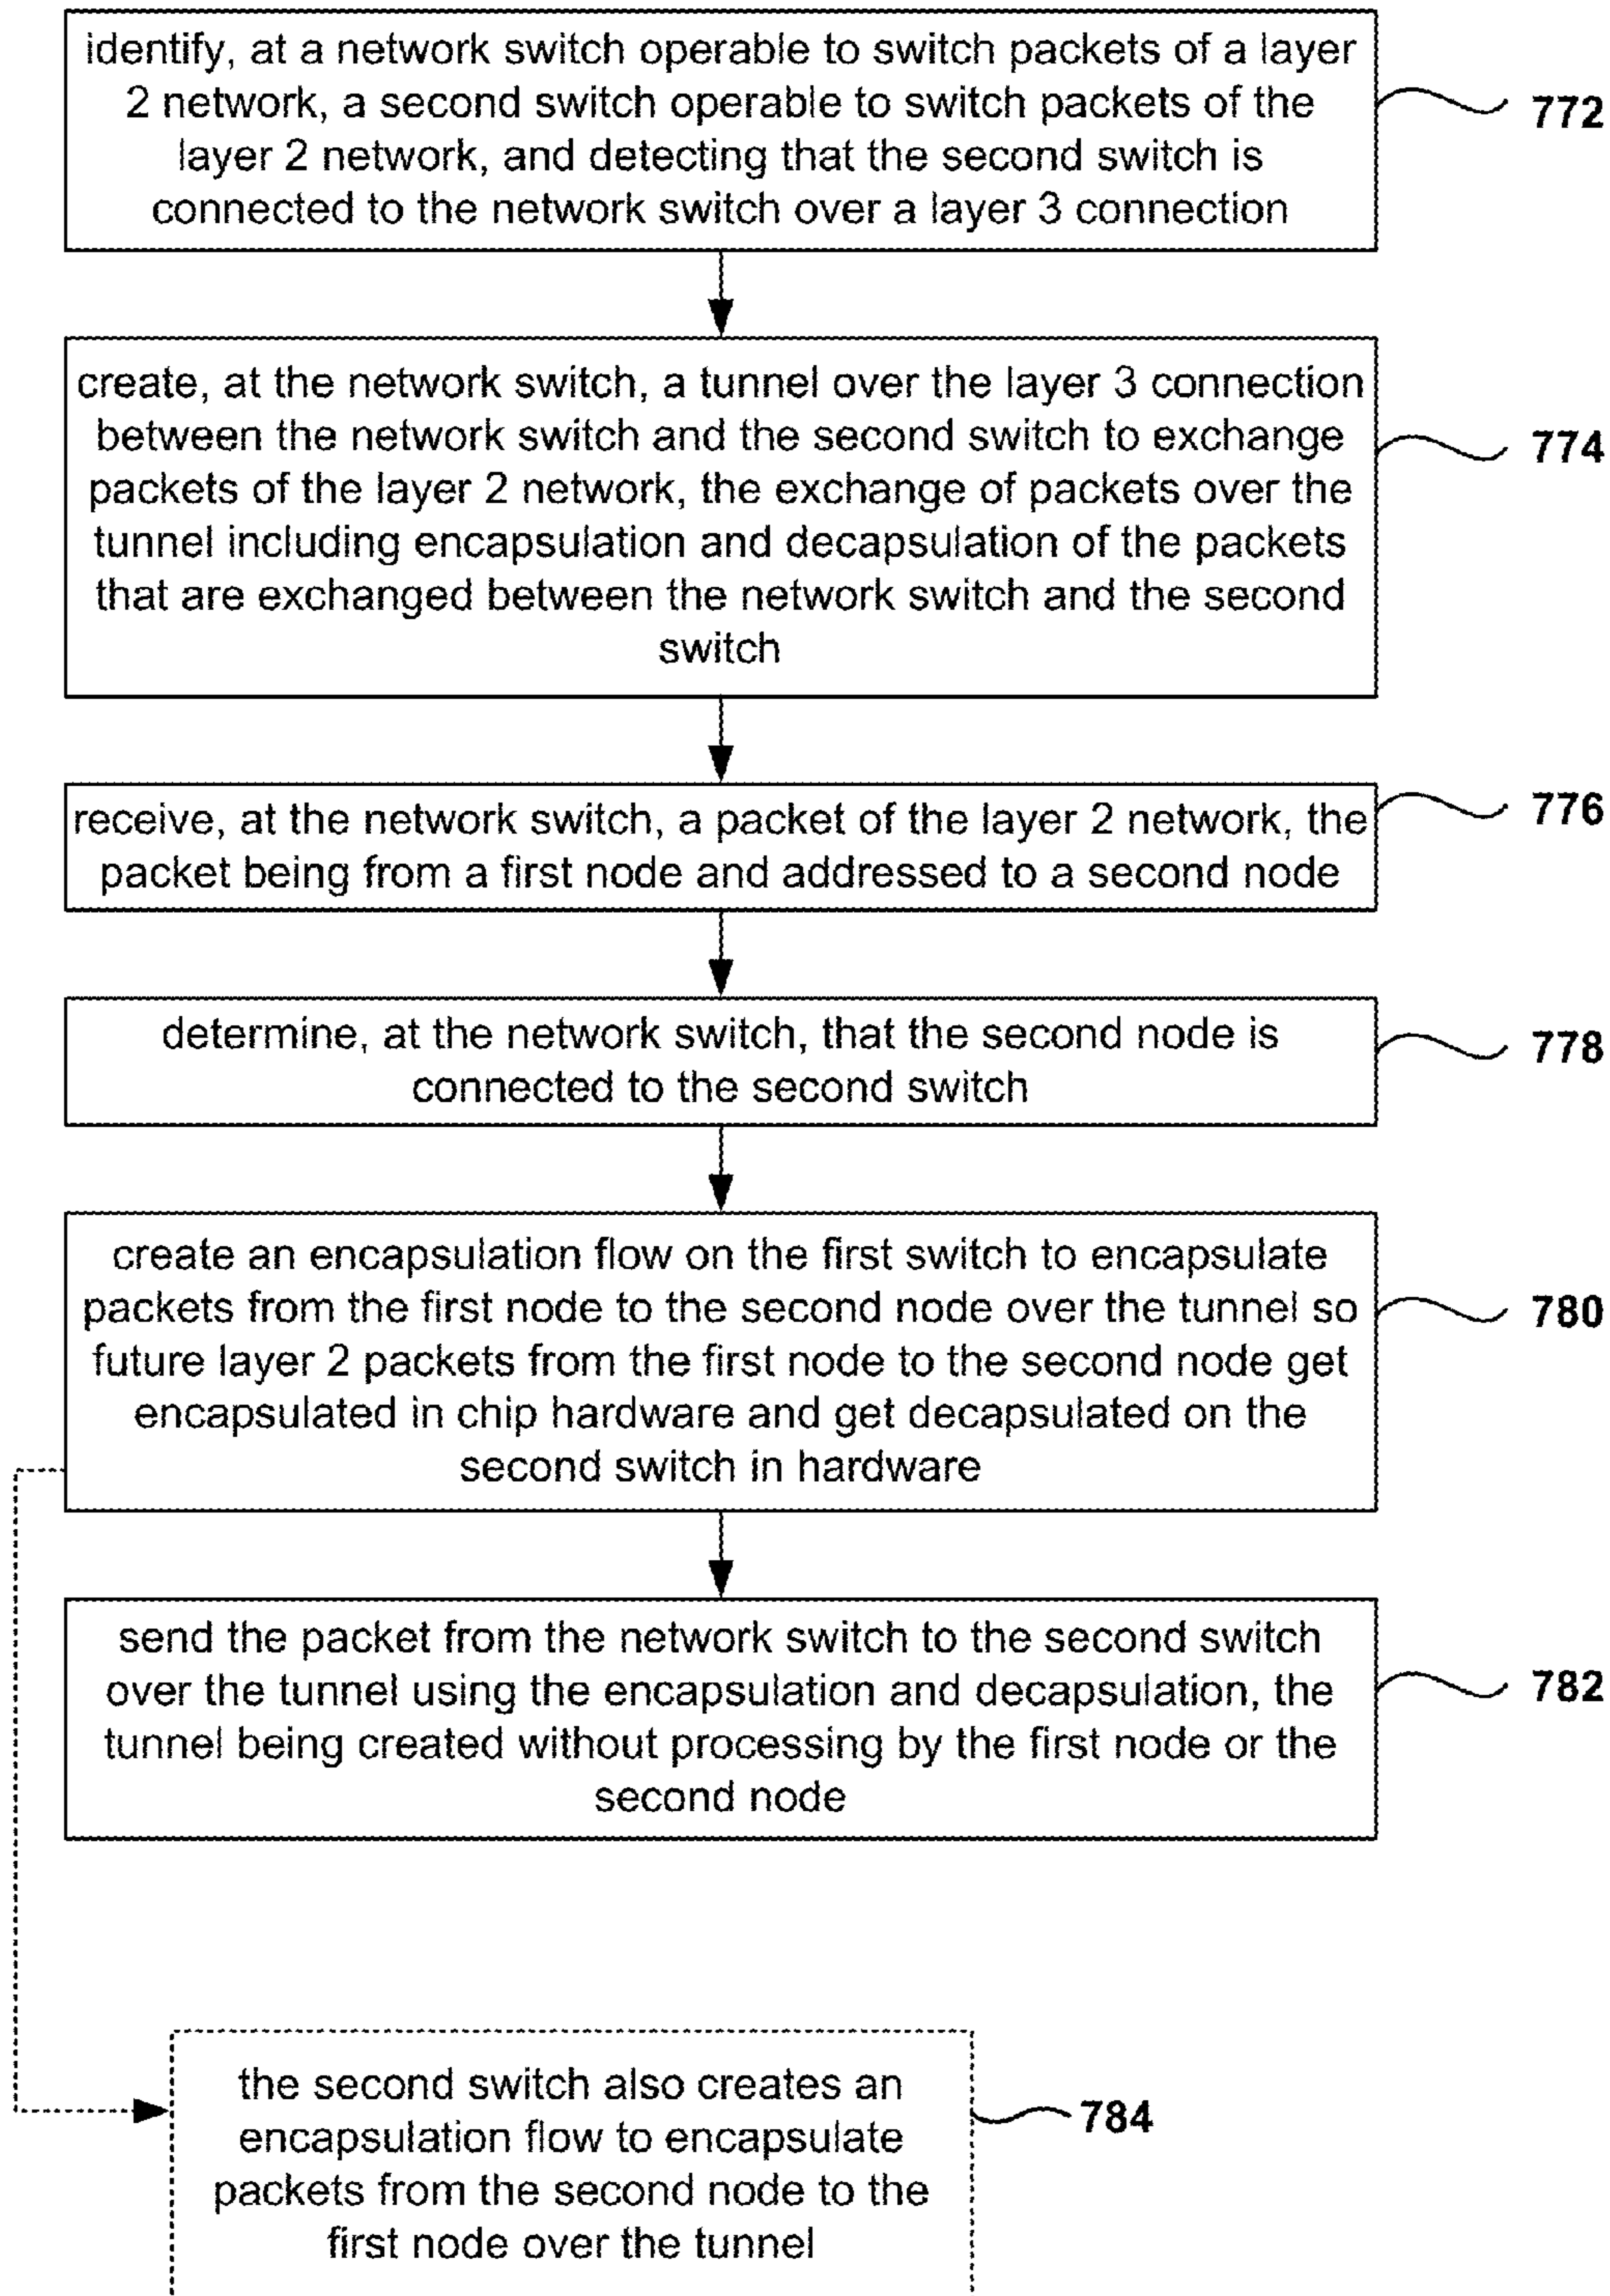 identify, at a network switch operable to switch packets of a layer
2 network, a second switch operable to switch packets of the
layer 2 network, and detecting that the second switch is
connected to the network switch over a layer 3 connection
772
create, at the network switch, a tunnel over the layer 3 connection
between the network switch and the second switch to exchange
packets of the layer 2 network, the exchange of packets over the
tunnel including encapsulation and decapsulation of the packets
that are exchanged between the network switch and the second
switch
774
receive, at the network switch, a packet of the layer 2 network, the
packet being from a first node and addressed to a second node
776
determine, at the network switch, that the second node is
connected to the second switch
778
create an encapsulation flow on the first switch to encapsulate
packets from the first node to the second node over the tunnel so
future layer 2 packets from the first node to the second node get
encapsulated in chip hardware and get decapsulated on the
second switch in hardware
780
send the packet from the network switch to the second switch
over the tunnel using the encapsulation and decapsulation, the
tunnel being created without processing by the first node or the
second node
782
the second switch also creates an
encapsulation flow to encapsulate
packets from the second node to the
first node over the tunnel
784